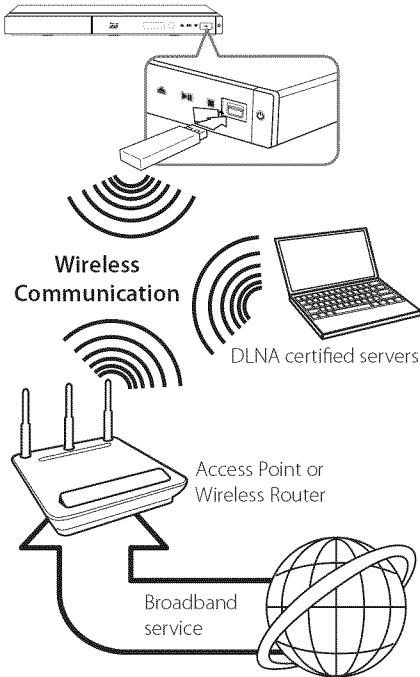 Wireless
Communication
DLNA certified servers
Access Point or
Wireless Router
Broadband
service